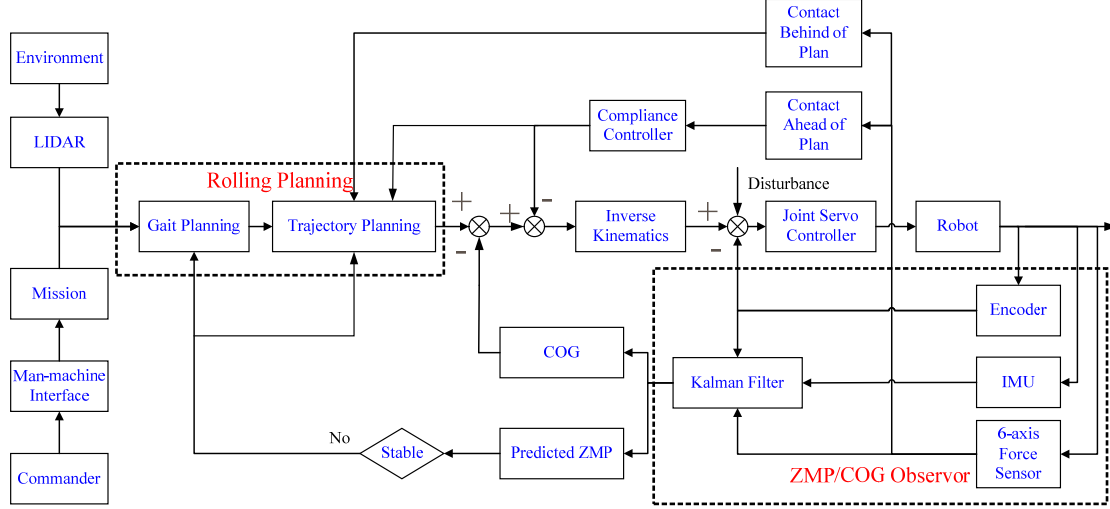 Contact
Behind of
Plan
Environment
Compliance
Controller
Contact
Ahead of
Plan
LIDAR
Rolling Planning
Disturbance
Gait Planning
Trajectory Planning
+
-
+
-
Inverse
Kinematics
+
-
Joint Servo
Controller
Robot
Mission
Encoder
COG
Man-machine
Interface
Kalman Filter
IMU
No
Stable
Predicted ZMP
6-axis
Force
Sensor
Commander
ZMP/COG Observor